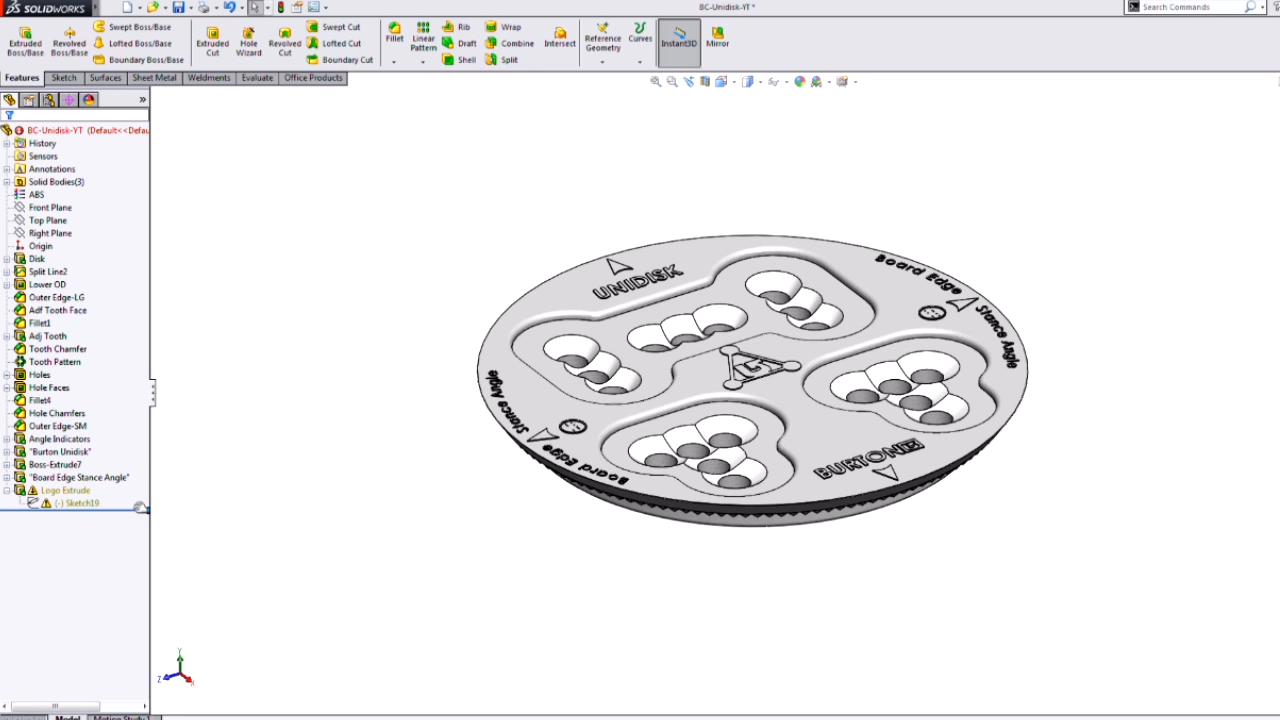 SOLIDWORKS
BC-Unidisk-YT *
Search Commands
Extruded Boss/Base
Revolved Boss/Base
Swept Boss/Base
Lofted Boss/Base
Boundary Boss/Base
Extruded Cut
Hole Wizard
Revolved Cut
Swept Cut
Lofted Cut
Boundary Cut
Fillet
Linear Pattern
Rib
Draft
Shell
Wrap
Combine
Split
Intersect
Reference Geometry
Curves
Instant3D
Mirror
Features
Sketch
Surfaces
Sheet Metal
Weldments
Evaluate
Office Products
»
BC-Unidisk-YT (Default<<Defau
History
Sensors
Annotations
Solid Bodies(3)
ABS
Front Plane
Top Plane
Right Plane
Origin
Disk
Split Line2
Lower OD
Outer Edge-LG
Adf Tooth Face
Fillet1
Adj Tooth
Tooth Chamfer
Tooth Pattern
Holes
Hole Faces
Fillet4
Hole Chamfers
Outer Edge-SM
Angle Indicators
"Burton Unidisk"
Boss-Extrude7
"Board Edge Stance Angle"
Logo Extrude
(-) Sketch19
UNIDISK
Board Edge
Stance Angle
Stance Angle
Board Edge
BURTON
Y
Z
X
Model
Motion Study 1